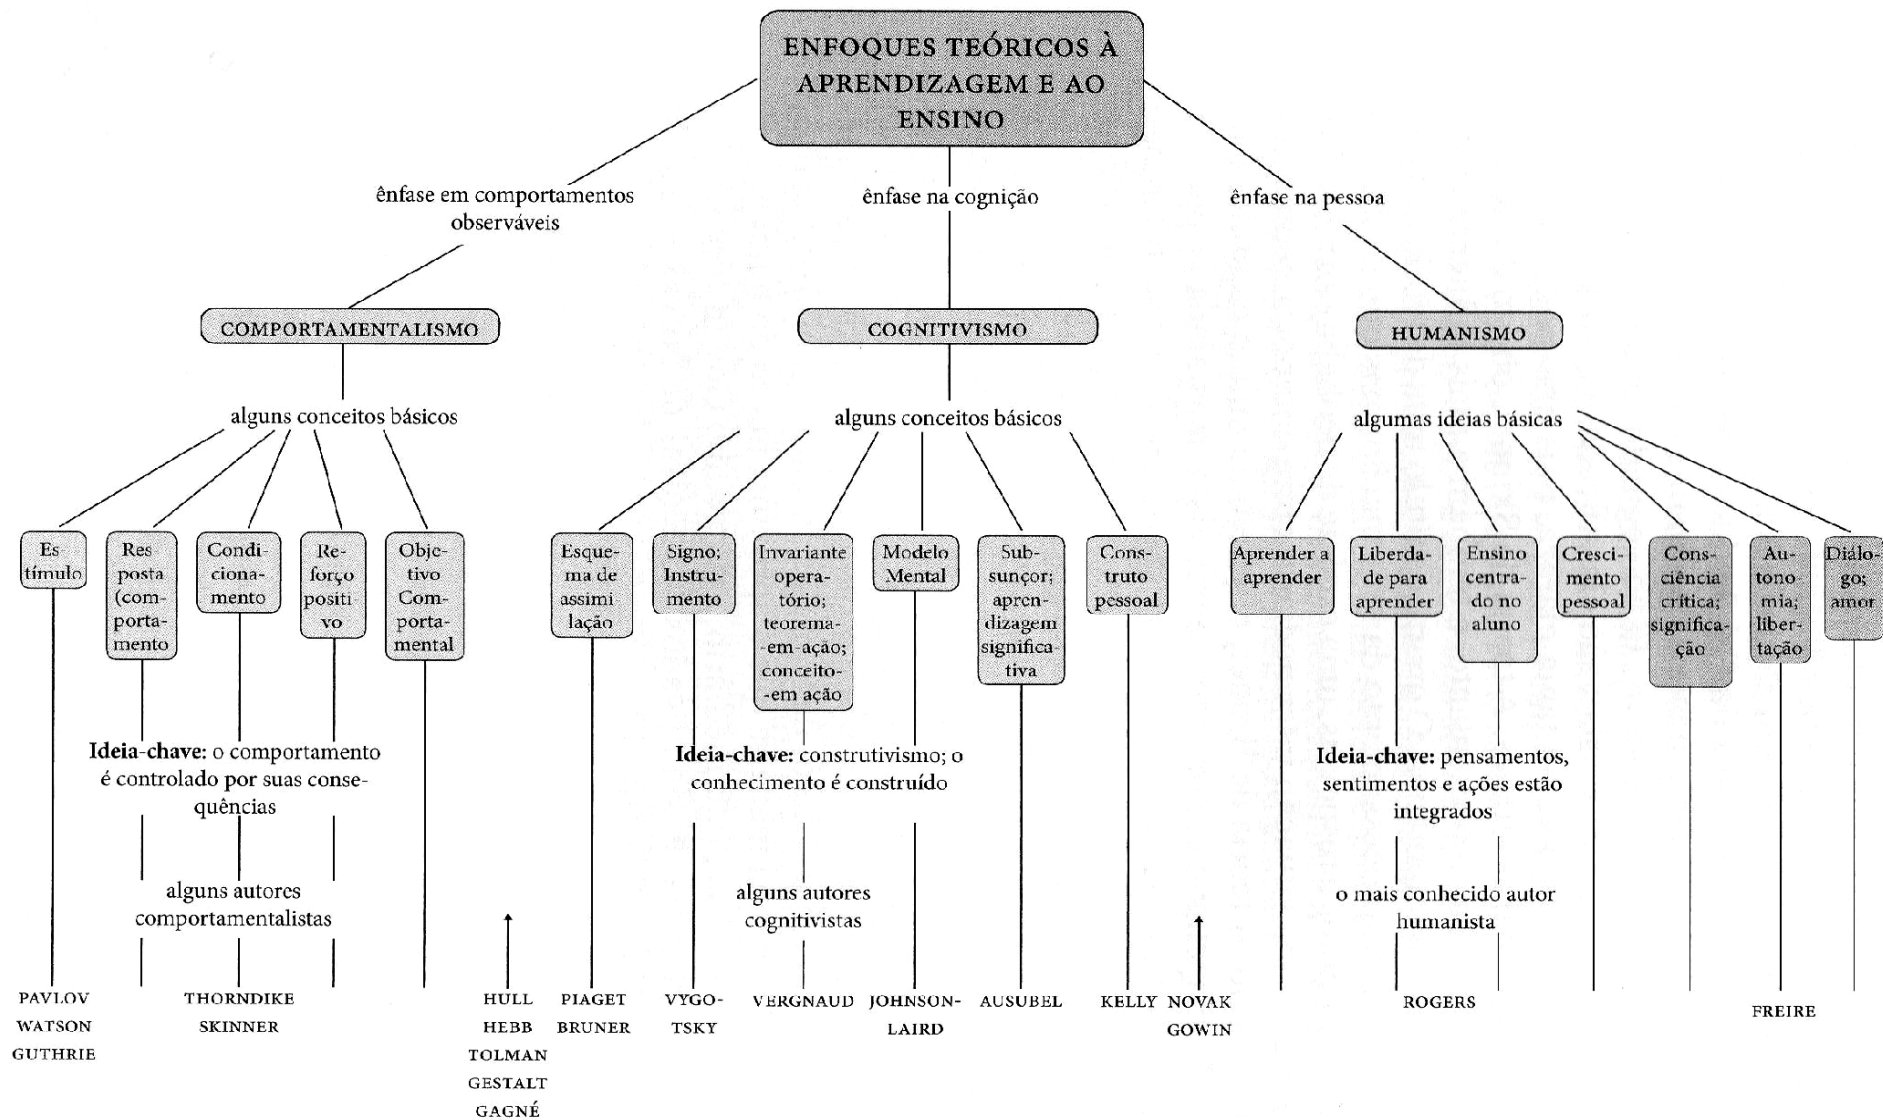 ENFOQUES TEÓRICOS À
APRENDIZAGEM E AO
ENSINO
ênfase em comportamentos
observáveis
ênfase na cognição
ênfase na pessoa
COMPORTAMENTALISMO
COGNITIVISMO
HUMANISMO
alguns conceitos básicos
alguns conceitos básicos
algumas ideias básicas
Es
tímulo
Res
posta
(com-
porta-
mento
Condi-
ciona-
mento
Re-
forço
positi-
vo
Obje-
tivo
Com-
porta-
mental
Esque-
ma de
assimi
lação
Signo;
Instru-
mento
Invariante
opera-
tório;
teorema-
-em-ação;
conceito-
-em ação
Modelo
Mental
Sub-
sunçor;
apren-
dizagem
significa-
tiva
Cons-
truto
pessoal
Aprender a
aprender
Liberda-
de para
aprender
Ensino
centra-
do no
aluno
Cresci-
mento
pessoal
Cons-
ciência
crítica;
significa-
ção
Au-
tono-
mia;
liber-
tação
Diálo-
go;
amor
Ideia-chave: o comportamento
é controlado por suas conse-
quências
Ideia-chave: construtivismo; o
conhecimento é construído
Ideia-chave: pensamentos,
sentimentos e ações estão
integrados
alguns autores
comportamentalistas
alguns autores
cognitivistas
o mais conhecido autor
humanista
PAVLOV
WATSON
GUTHRIE
THORNDIKE
SKINNER
HULL
HEBB
TOLMAN
GESTALT
GAGNÉ
PIAGET
BRUNER
VYGO-
TSKY
VERGNAUD
JOHNSON-
LAIRD
AUSUBEL
KELLY
NOVAK
GOWIN
ROGERS
FREIRE